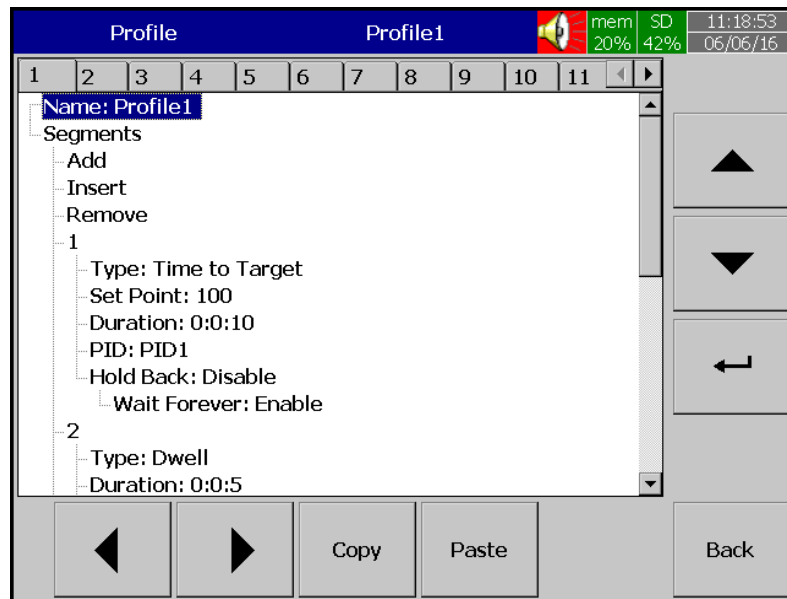 Profile Profile1 mem SD 11:18:53
20% 42% 06/06/16
1 2 3 4 5 6 7 8 9 10 11
Name: Profile1
Segments
Add
Insert
Remove
1
Type: Time to Target
Set Point: 100
Duration: 0:0:10
PID: PID1
Hold Back: Disable
Wait Forever: Enable
2
Type: Dwell
Duration: 0:0:5
Copy Paste Back